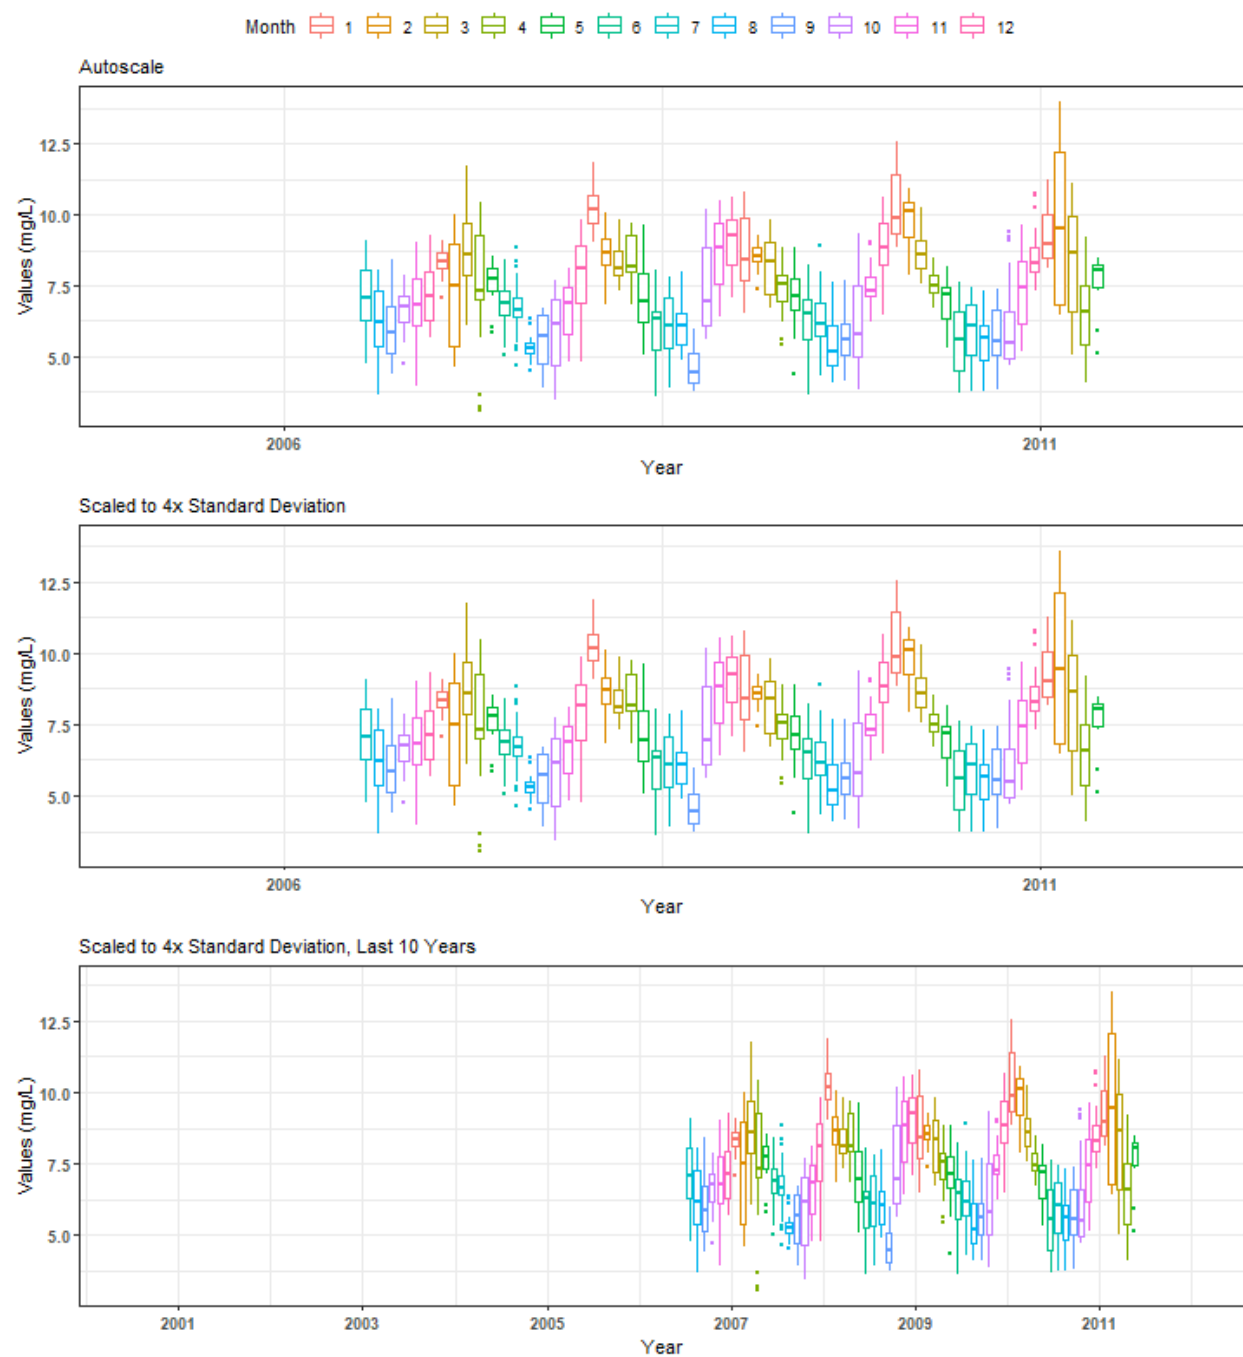 Month 1 2 3 4 5 6 7 8 9 10 11 12
Autoscale
Values (mg/L)
12.5
10.0
7.5
5.0
2006 2011
Year
Scaled to 4x Standard Deviation
Values (mg/L)
12.5
10.0
7.5
5.0
2006 2011
Year
Scaled to 4x Standard Deviation, Last 10 Years
Values (mg/L)
12.5
10.0
7.5
5.0
2001 2003 2005 2007 2009 2011
Year